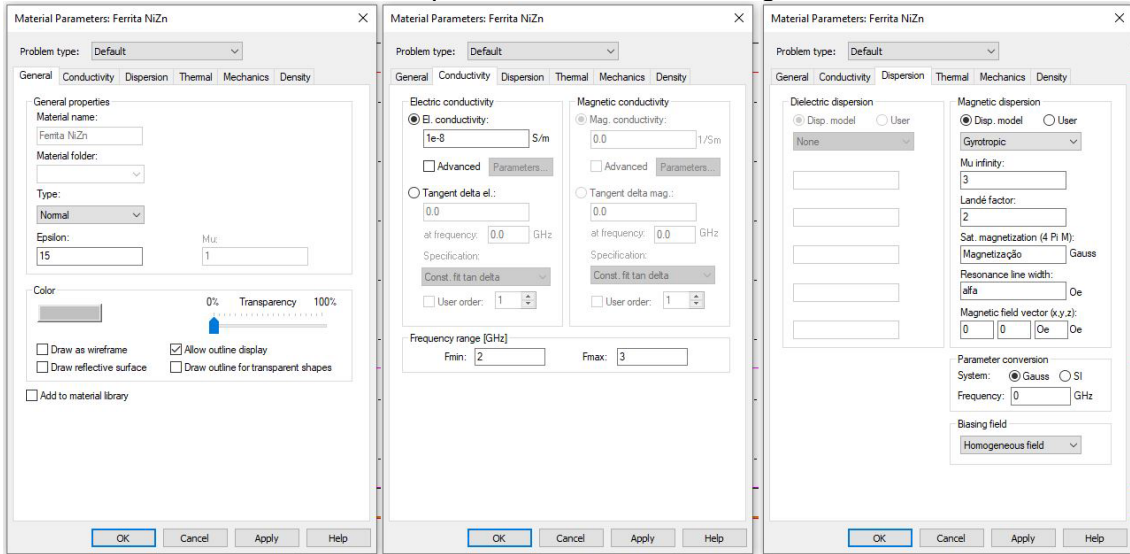 Material Parameters: Ferrita NiZn
Problem type: Default
General Conductivity Dispersion Thermal Mechanics Density
General properties
Material name:
Ferrita NiZn
Material folder:
Type:
Normal
Epsilon: Mu:
15 1
Color
0% Transparency 100%
Draw as wireframe Allow outline display
Draw reflective surface Draw outline for transparent shapes
Add to material library
OK Cancel Apply Help
Material Parameters: Ferrita NiZn
Problem type: Default
General Conductivity Dispersion Thermal Mechanics Density
Electric conductivity Magnetic conductivity
El. conductivity: Mag. conductivity:
1e-8 S/m 0.0 1/Sm
Advanced Parameters... Advanced Parameters...
Tangent delta el.: Tangent delta mag.:
0.0 0.0
at frequency: 0.0 GHz at frequency: 0.0 GHz
Specification: Specification:
Const. fit tan delta Const. fit tan delta
User order: 1 User order: 1
Frequency range [GHz]
Fmin: 2 Fmax: 3
OK Cancel Apply Help
Material Parameters: Ferrita NiZn
Problem type: Default
General Conductivity Dispersion Thermal Mechanics Density
Dielectric dispersion Magnetic dispersion
Disp. model User Disp. model User
None Gyrotropic
Mu infinity:
3
Landé factor:
2
Sat. magnetization (4 Pi M):
Magnetização Gauss
Resonance line width:
alfa Oe
Magnetic field vector (x,y,z):
0 0 Oe Oe
Parameter conversion
System: Gauss SI
Frequency: 0 GHz
Biasing field
Homogeneous field
OK Cancel Apply Help